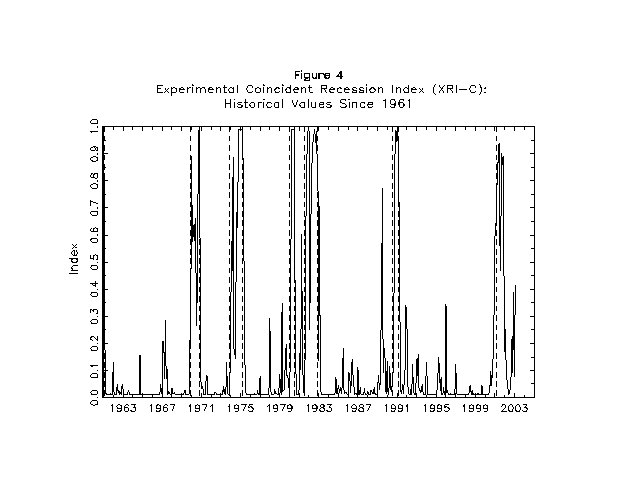 Figure 4
Experimental Coincident Recession Index (XRI-C):
Historical Values Since 1961
1.0
0.9
0.8
0.7
0.6
0.5
0.4
0.3
0.2
0.1
0.0
Index
1963 1967 1971 1975 1979 1983 1987 1991 1995 1999 2003